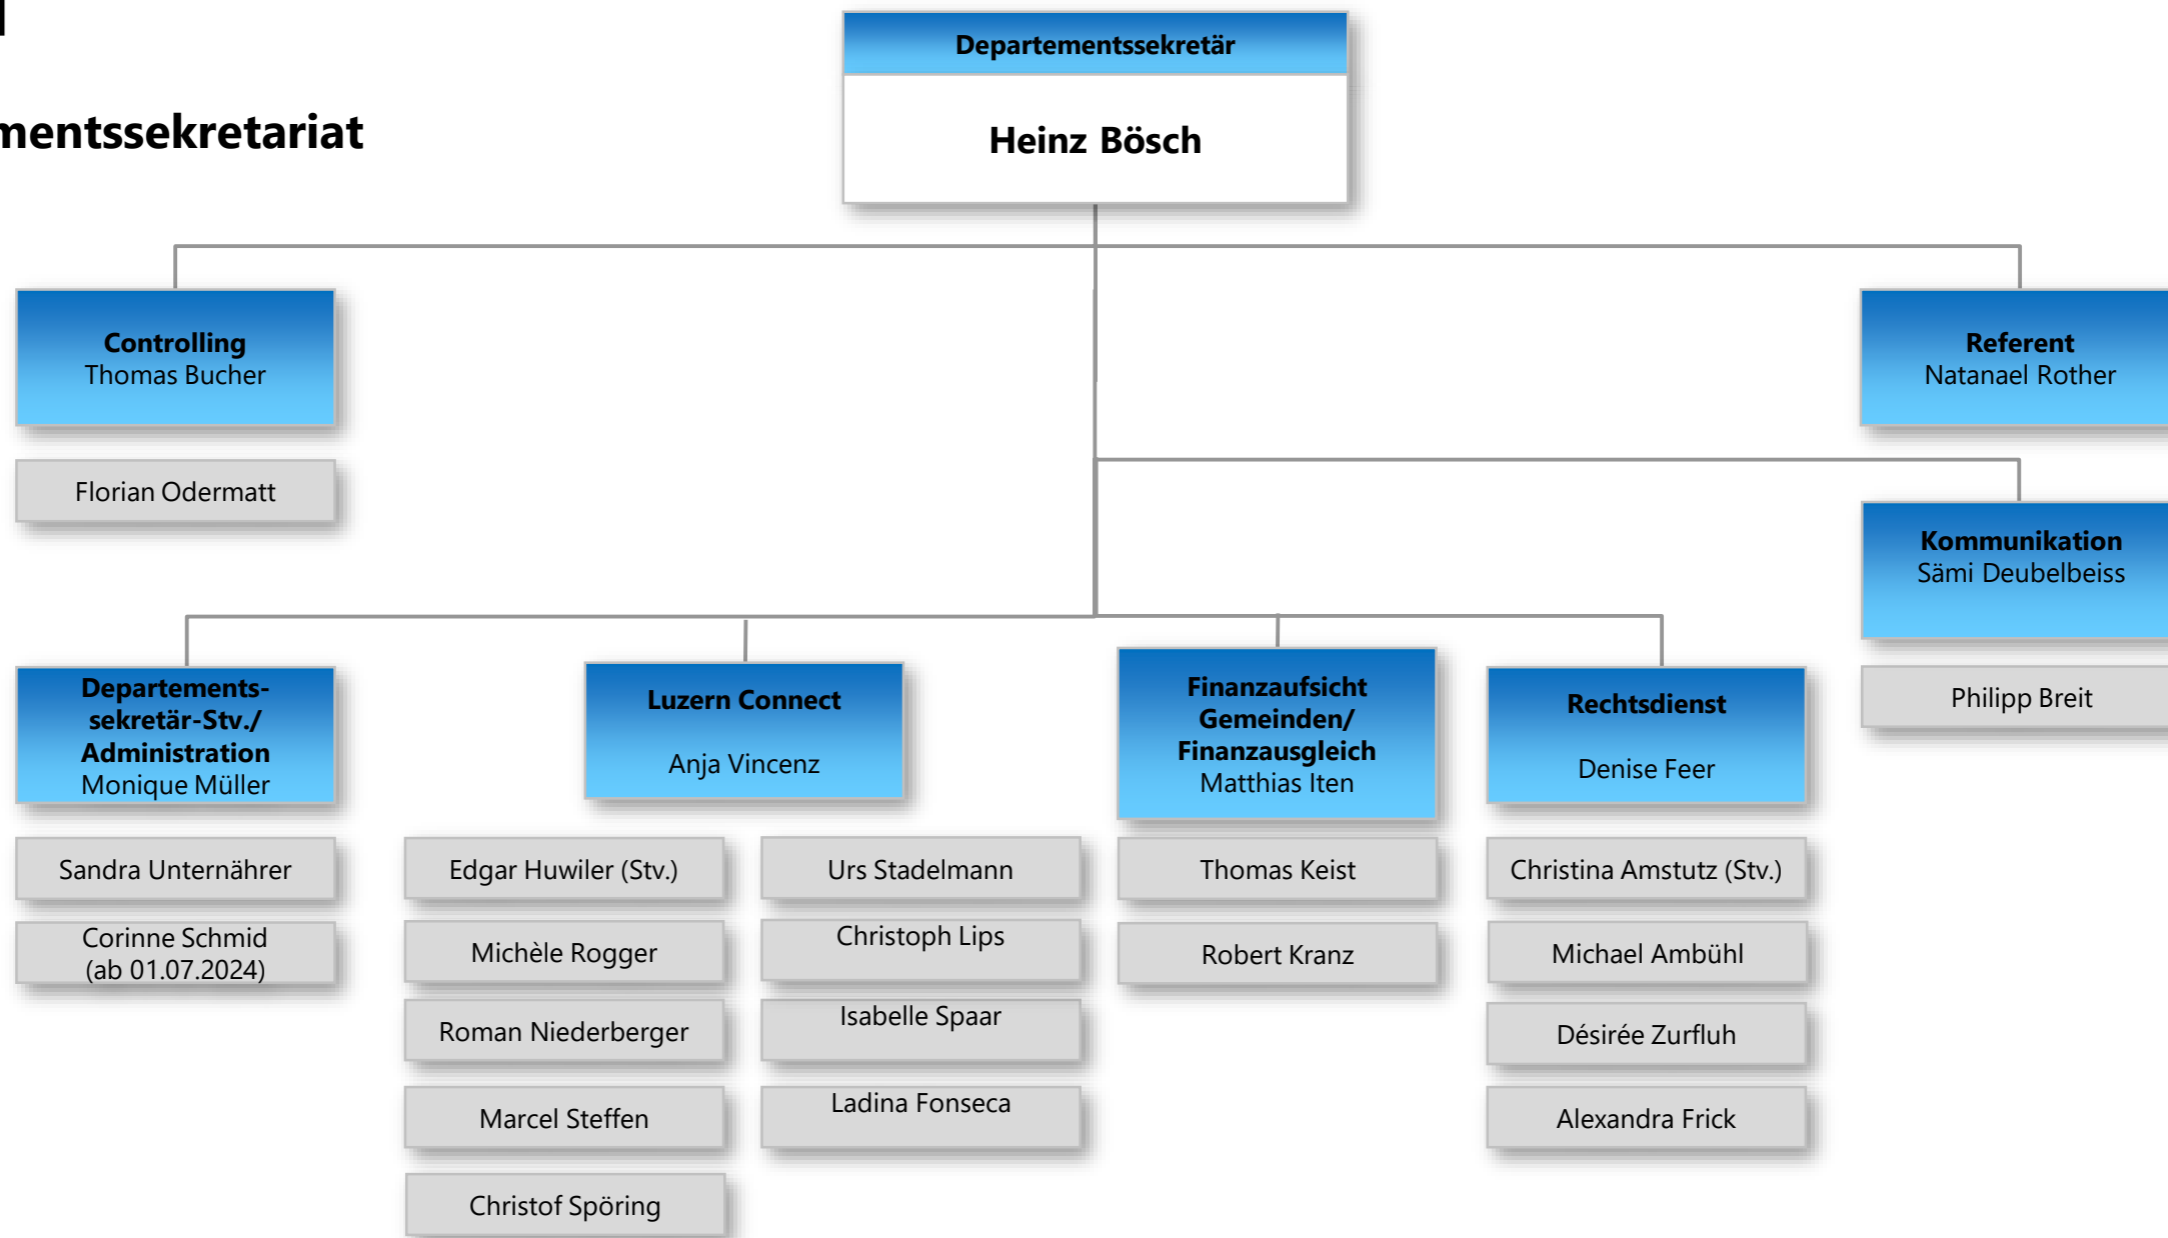 mentssekretariat
Departementssekretär
Heinz Bösch
Controlling
Thomas Bucher
Florian Odermatt
Referent
Natanael Rother
Kommunikation
Sämi Deubelbeiss
Philipp Breit
Departements-
sekretär-Stv./
Administration
Monique Müller
Sandra Unternährer
Corinne Schmid
(ab 01.07.2024)
Luzern Connect
Anja Vincenz
Edgar Huwiler (Stv.)
Michèle Rogger
Roman Niederberger
Marcel Steffen
Christof Spöring
Urs Stadelmann
Christoph Lips
Isabelle Spaar
Ladina Fonseca
Finanzaufsicht
Gemeinden/
Finanzausgleich
Matthias Iten
Thomas Keist
Robert Kranz
Rechtsdienst
Denise Feer
Christina Amstutz (Stv.)
Michael Ambühl
Désirée Zurfluh
Alexandra Frick